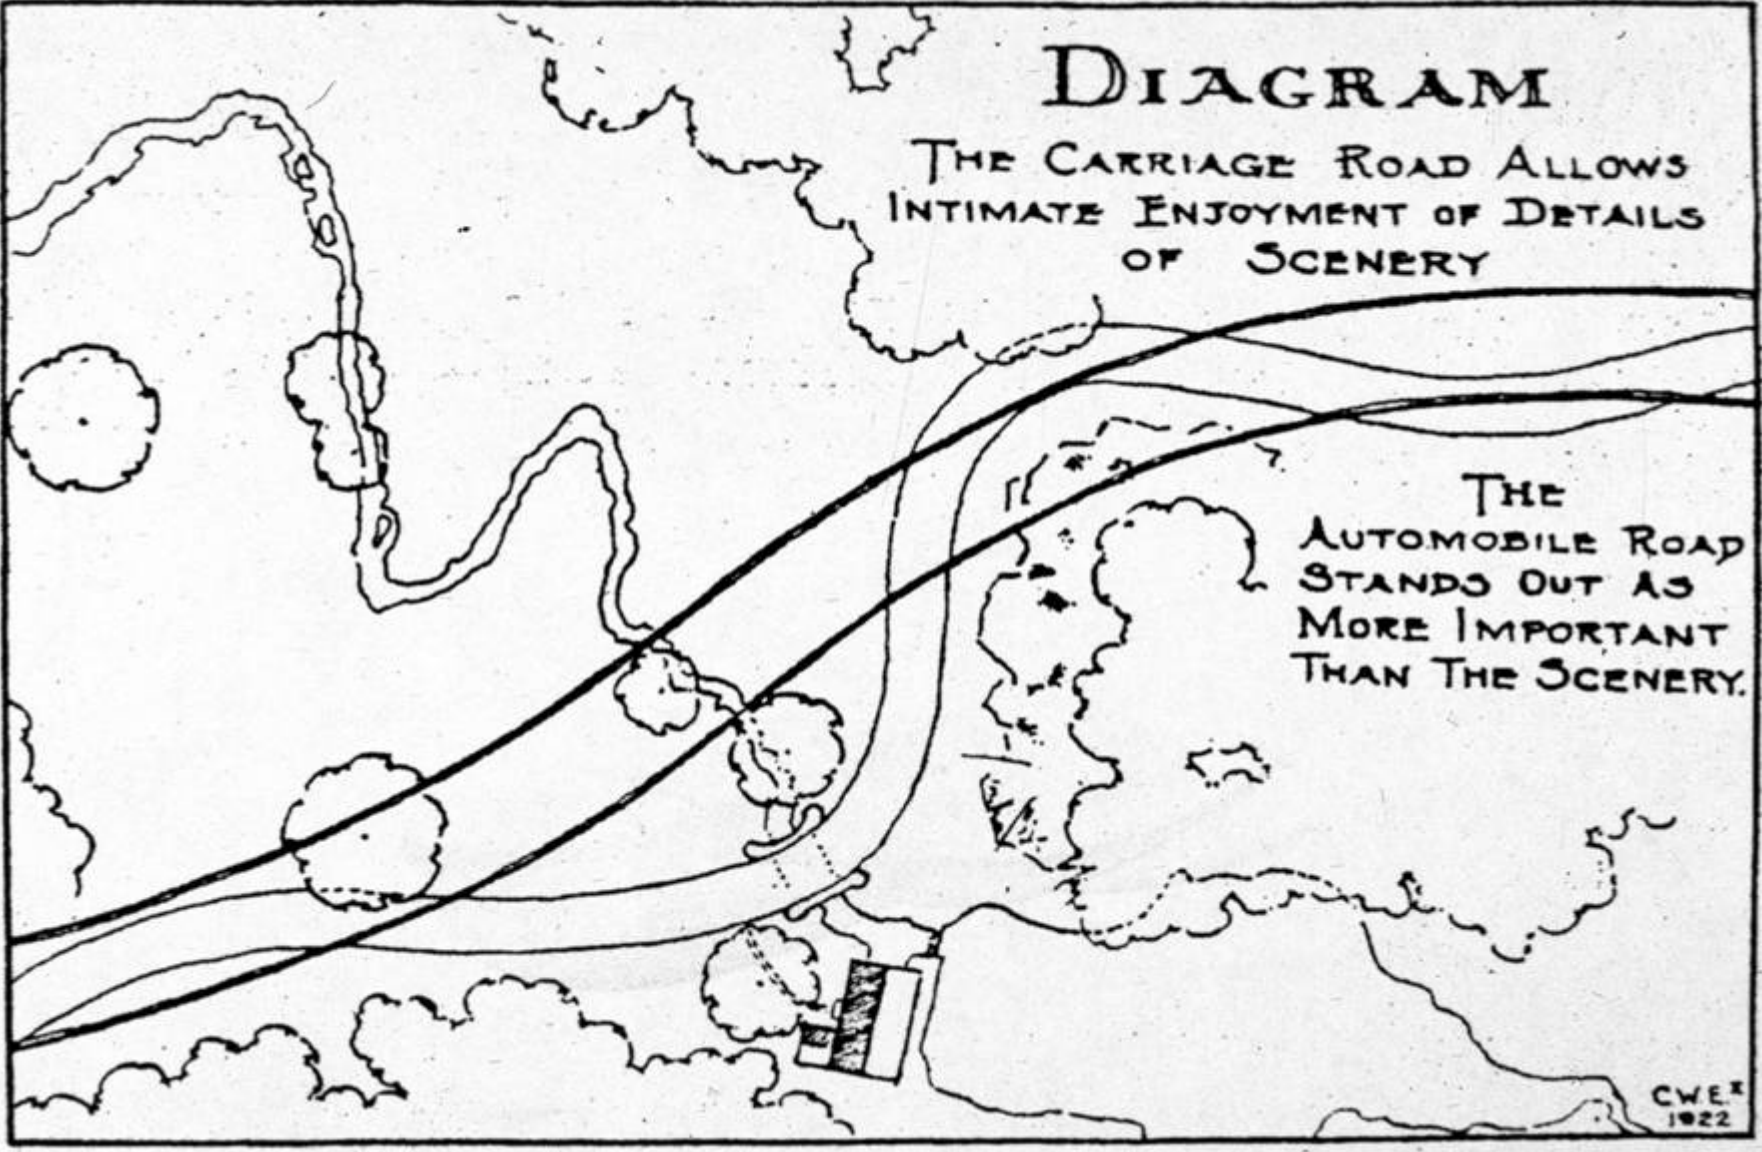 DIAGRAM
THE CARRIAGE ROAD ALLOWS
INTIMATE ENJOYMENT OF DETAILS
OF SCENERY
THE
AUTOMOBILE ROAD
STANDS OUT AS
MORE IMPORTANT
THAN THE SCENERY.
C.W.E. II
1922